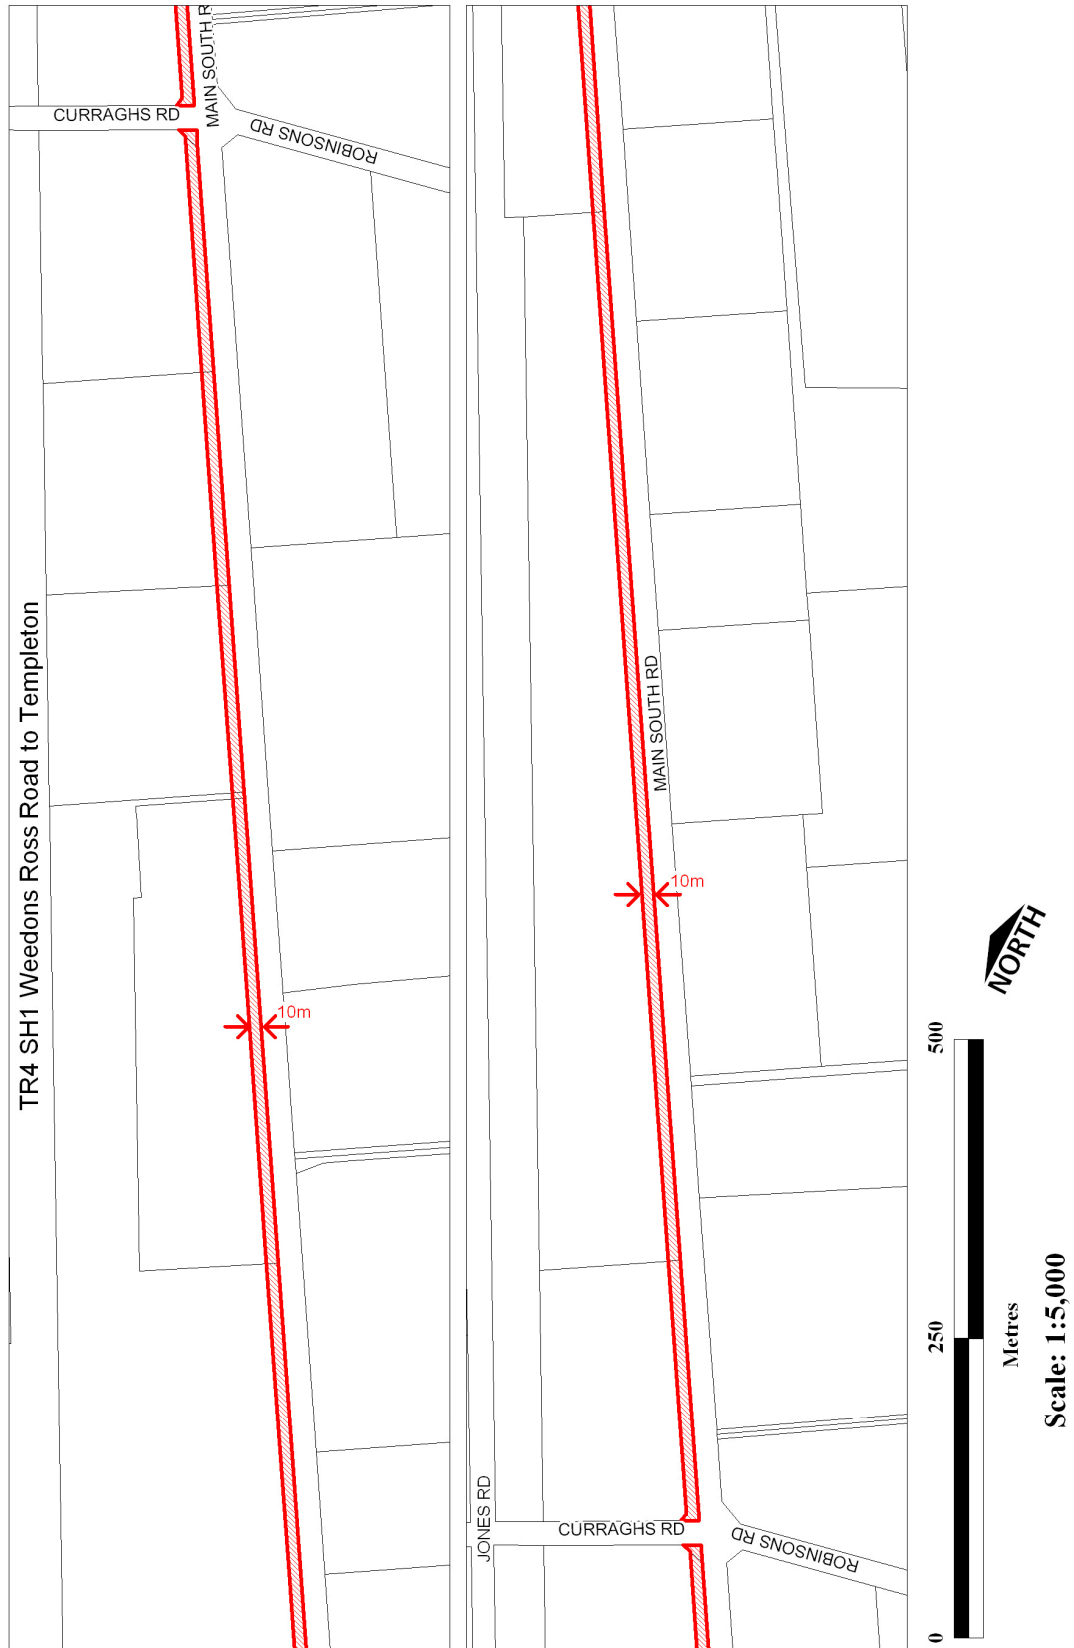 TR4 SH1 Weedons Ross Road to Templeton
MAIN SOUTH R
CURRAGHS RD
ROBINSONS RD
10m
MAIN SOUTH RD
10m
JONES RD
CURRAGHS RD
ROBINSONS RD
NORTH
0
250
500
Metres
Scale: 1:5,000